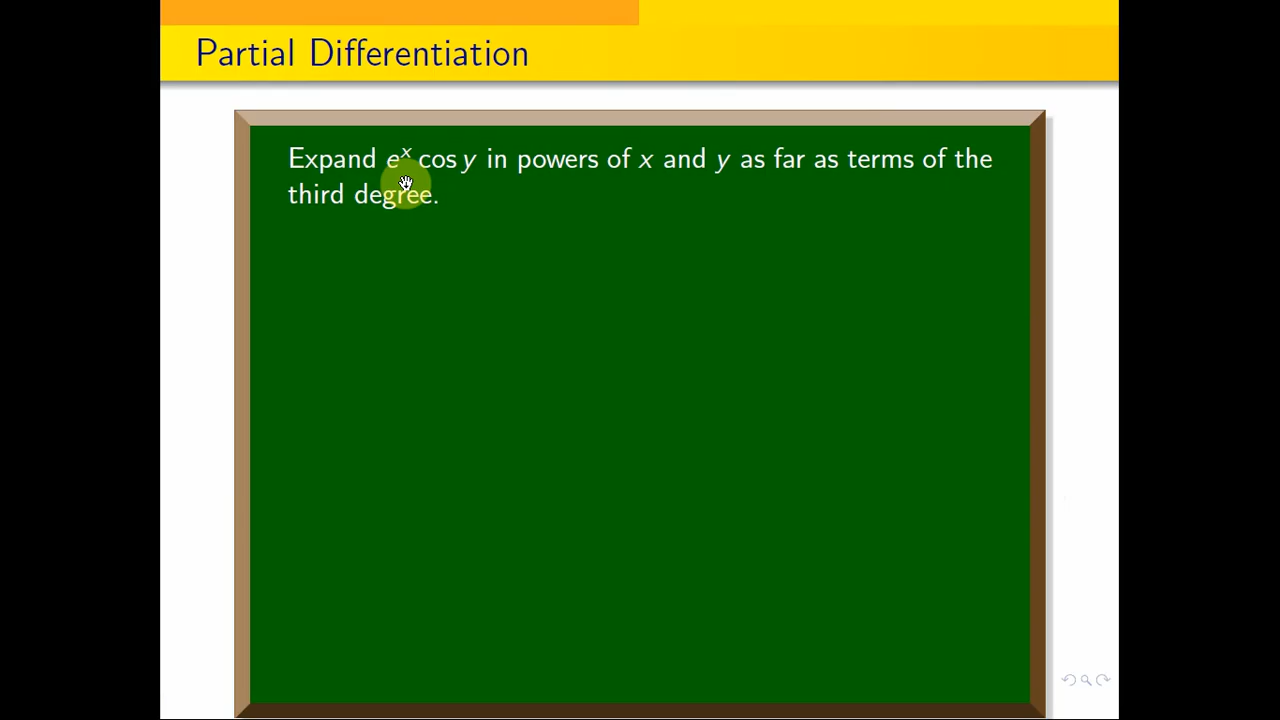 Partial Differentiation
Expand e^x cos y in powers of x and y as far as terms of the
third degree.